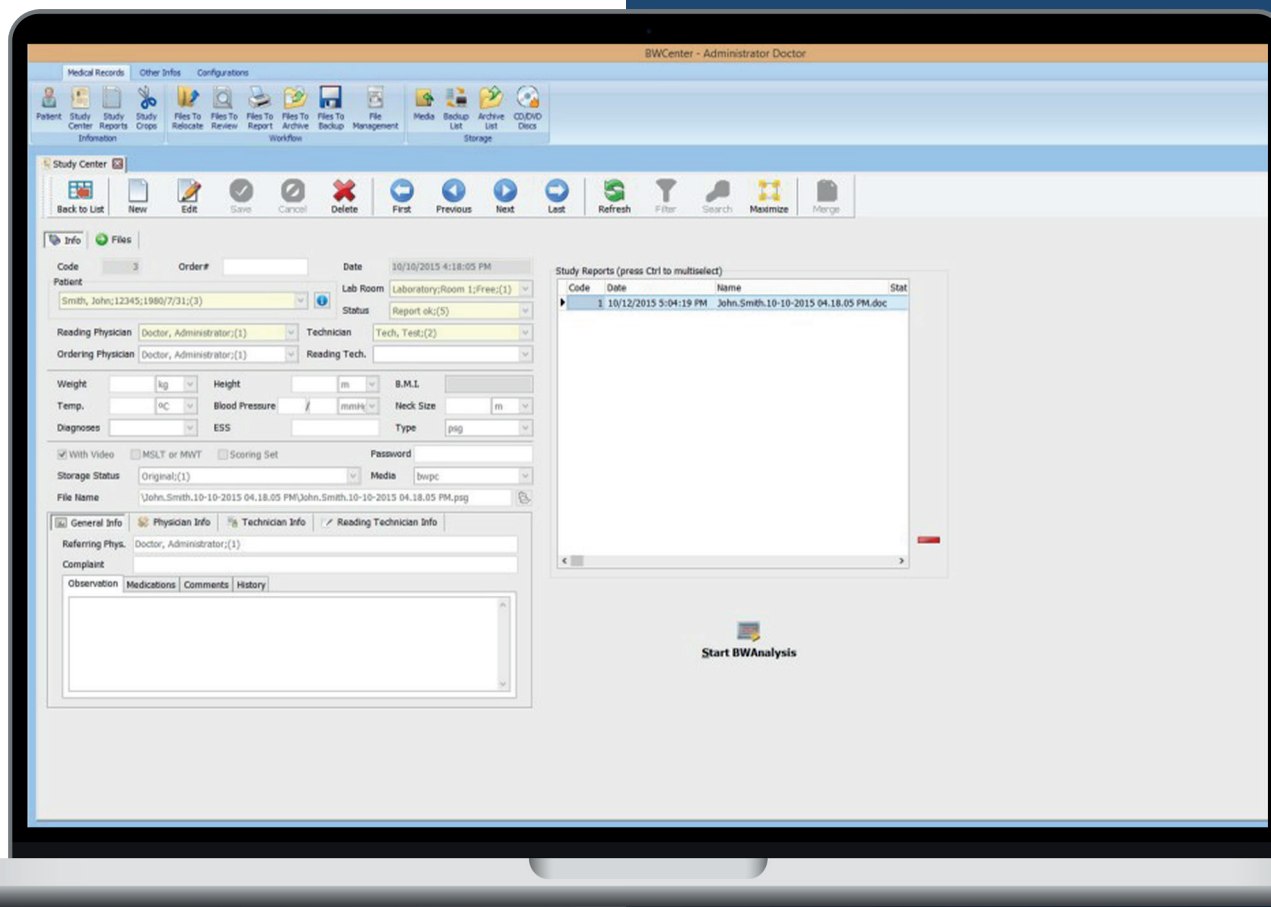 BWCenter - Administrator Doctor
Medical Records Other Infos Configurations
Patient Study Center Study Reports Study Crops Files To Relocate Files To Review Files To Report Files To Archive Files To Backup File Management Media Backup List Archive List CD/DVD Discs
Infomation Workflow Storage
Study Center
Back to List New Edit Save Cancel Delete First Previous Next Last Refresh Filter Search Maximize Merge
Info Files
Code 3 Order# Date 10/10/2015 4:18:05 PM
Patient
Smith, John;12345;1980/7/31;(3)
Lab Room Laboratory;Room 1;Free;(1)
Status Report ok;(5)
Reading Physician Doctor, Administrator;(1) Technician Tech, Test;(2)
Ordering Physician Doctor, Administrator;(1) Reading Tech.
Weight kg Height m B.M.I.
Temp. ºC Blood Pressure / mmH Neck Size m
Diagnoses ESS Type psg
With Video MSLT or MWT Scoring Set Password
Storage Status Original;(1) Media bwpc
File Name \John.Smith.10-10-2015 04.18.05 PM\John.Smith.10-10-2015 04.18.05 PM.psg
General Info Physician Info Technician Info Reading Technician Info
Referring Phys. Doctor, Administrator;(1)
Complaint
Observation Medications Comments History
Study Reports (press Ctrl to multiselect)
Code Date Name Stat
1 10/12/2015 5:04:19 PM John.Smith.10-10-2015 04.18.05 PM.doc
Start BWAnalysis